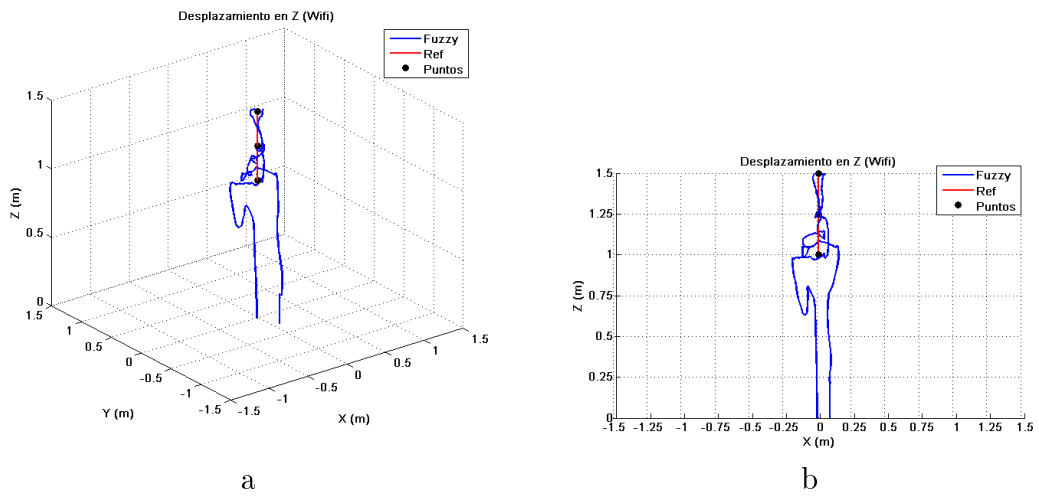 Desplazamiento en Z (Wifi)
Fuzzy
Ref
Puntos
1.5
1
0.5
0
Z (m)
1.5
1
0.5
0
-0.5
-1
-1.5
Y (m)
-1.5
-1
-0.5
0
0.5
1
1.5
X (m)
a
Desplazamiento en Z (Wifi)
Fuzzy
Ref
Puntos
1.5
1.25
1
0.75
0.5
0.25
0
Z (m)
-1.5 -1.25 -1 -0.75 -0.5 -0.25 0 0.25 0.5 0.75 1 1.25 1.5
X (m)
b